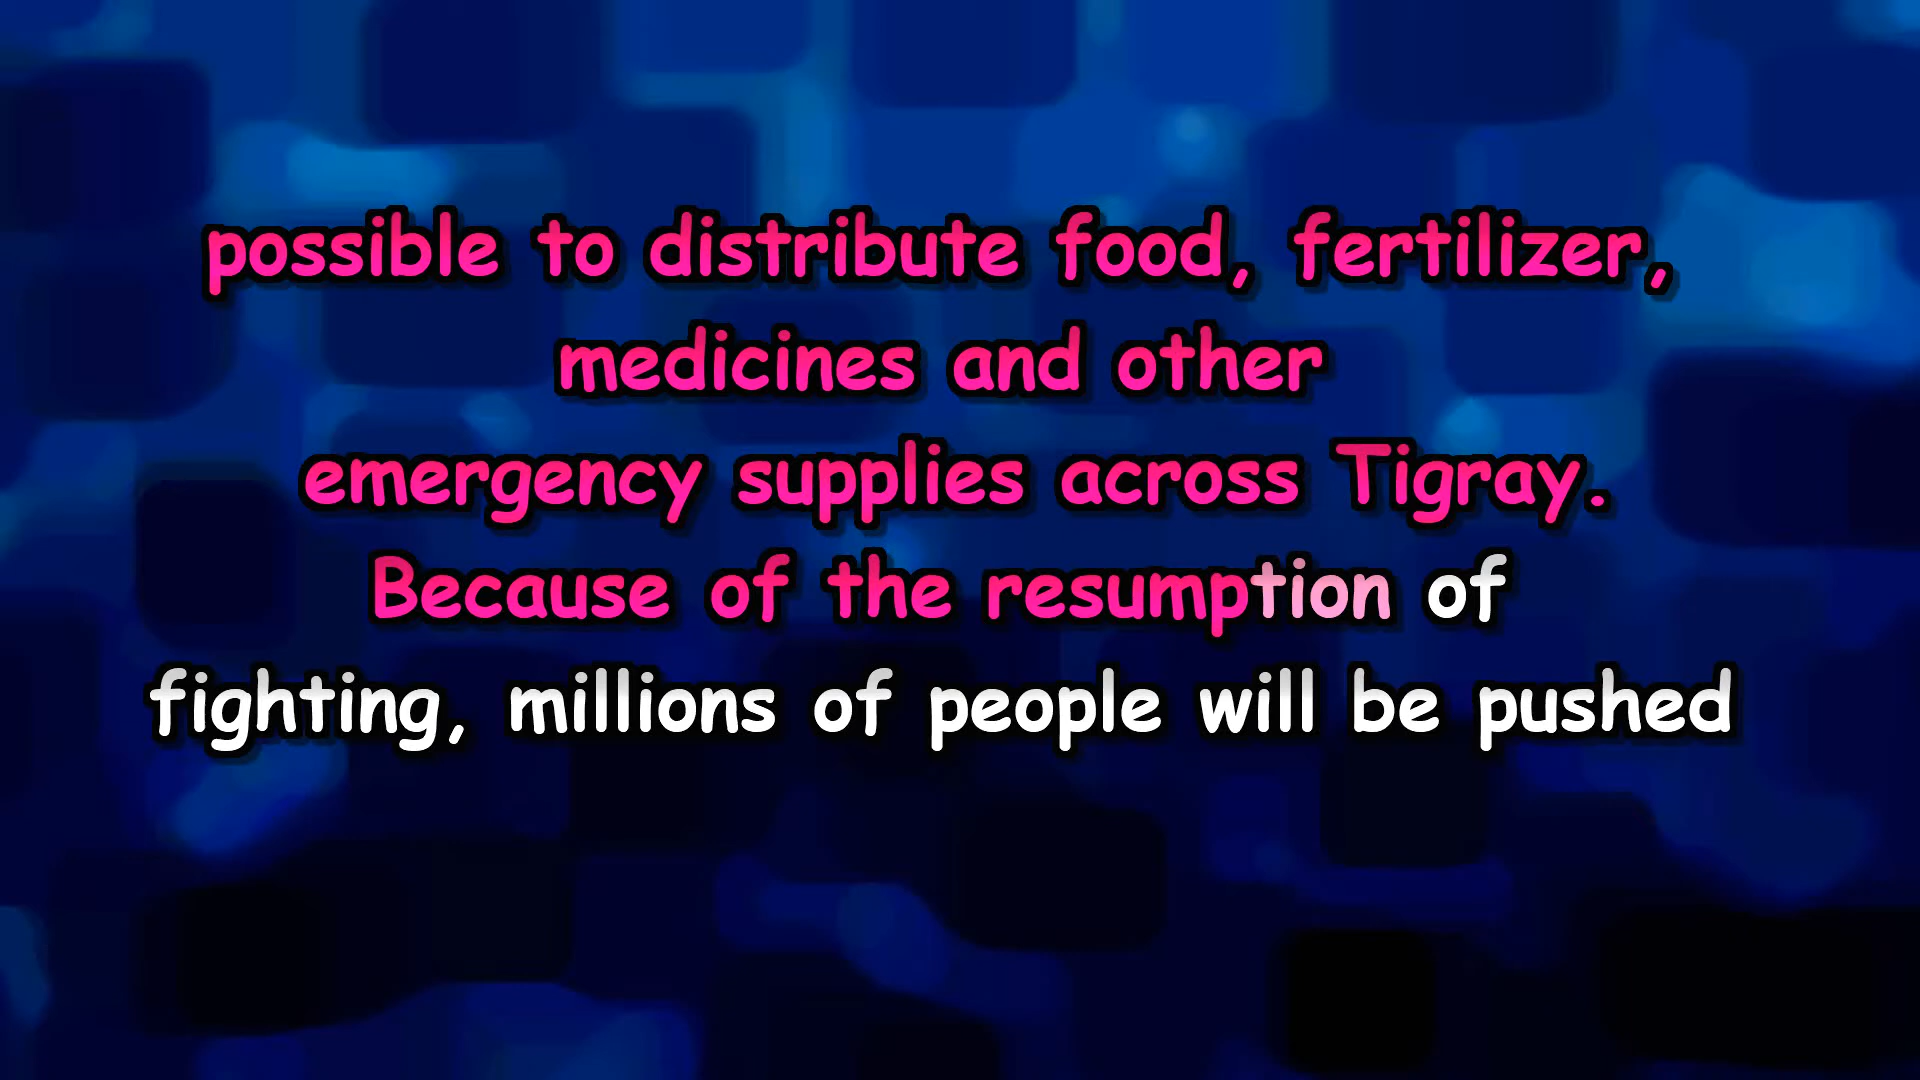 possible to distribute food, fertilizer,
medicines and other
emergency supplies across Tigray.
Because of the resumption of
fighting, millions of people will be pushed